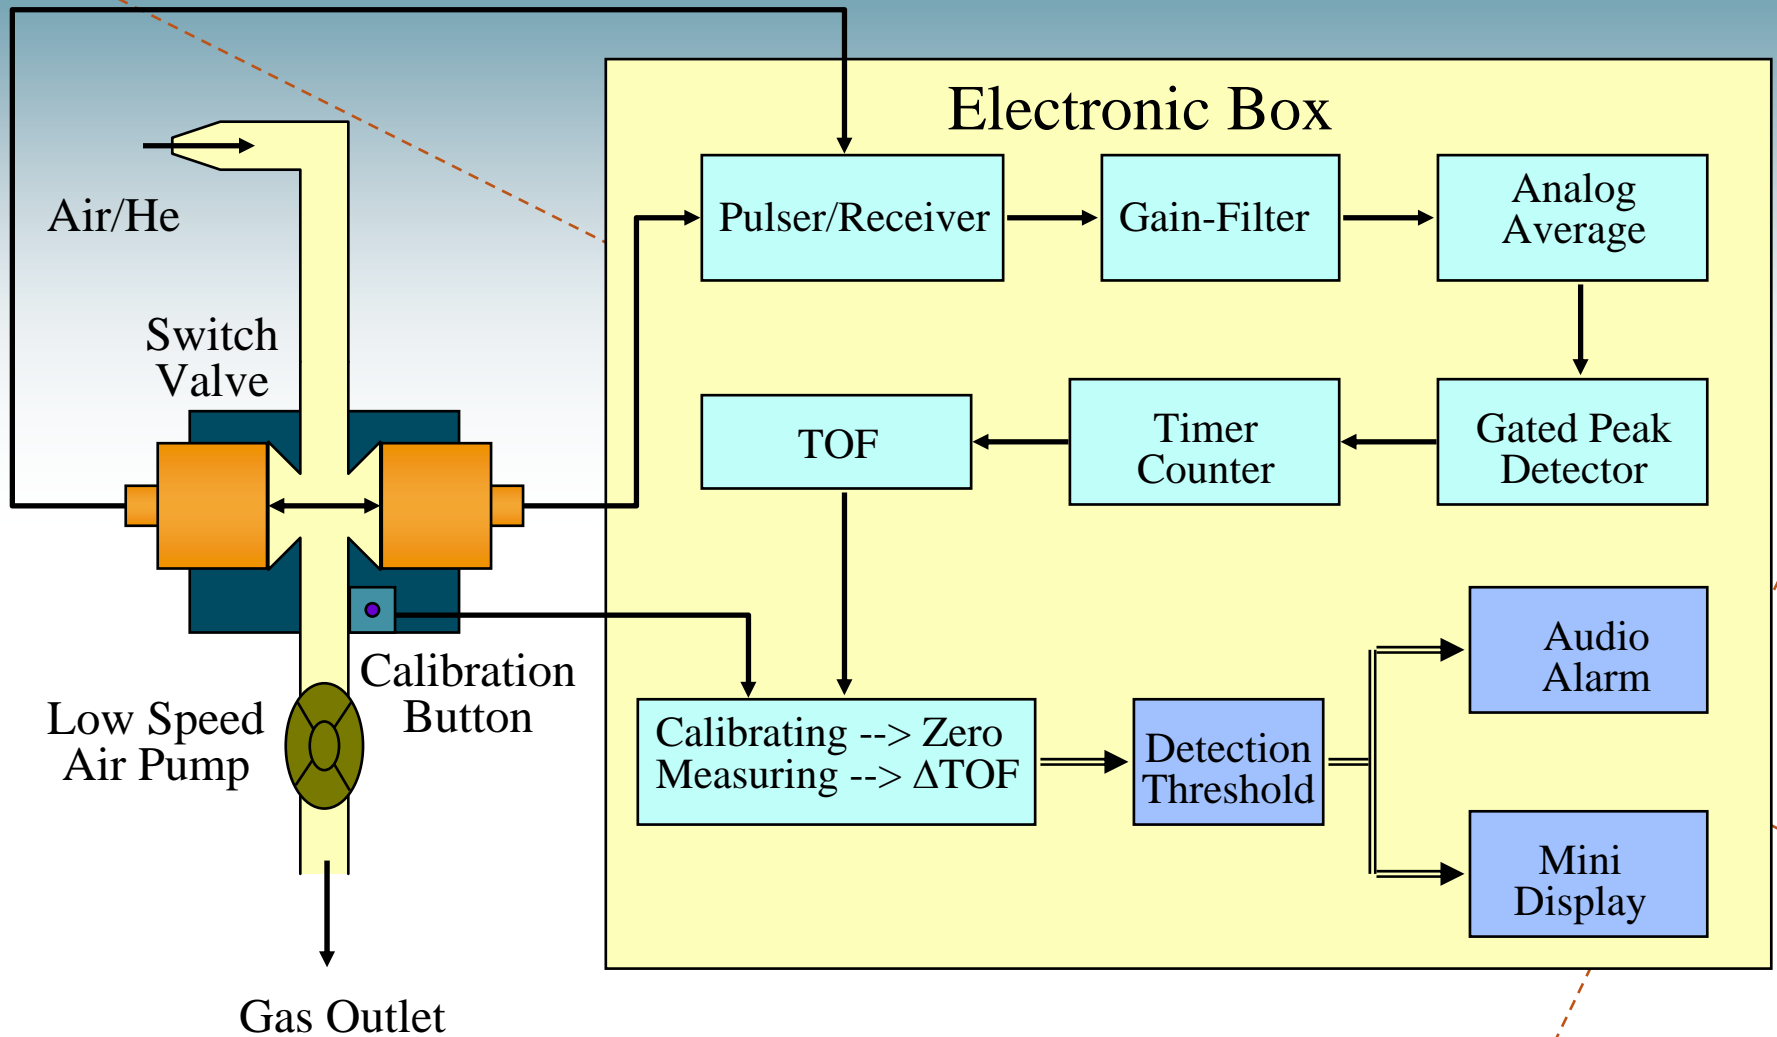 Electronic Box
Air/He
Pulser/Receiver
Gain-Filter
Analog
Average
Switch
Valve
TOF
Timer
Counter
Gated Peak
Detector
Calibration
Button
Low Speed
Air Pump
Calibrating --> Zero
Measuring --> ΔTOF
Detection
Threshold
Audio
Alarm
Mini
Display
Gas Outlet